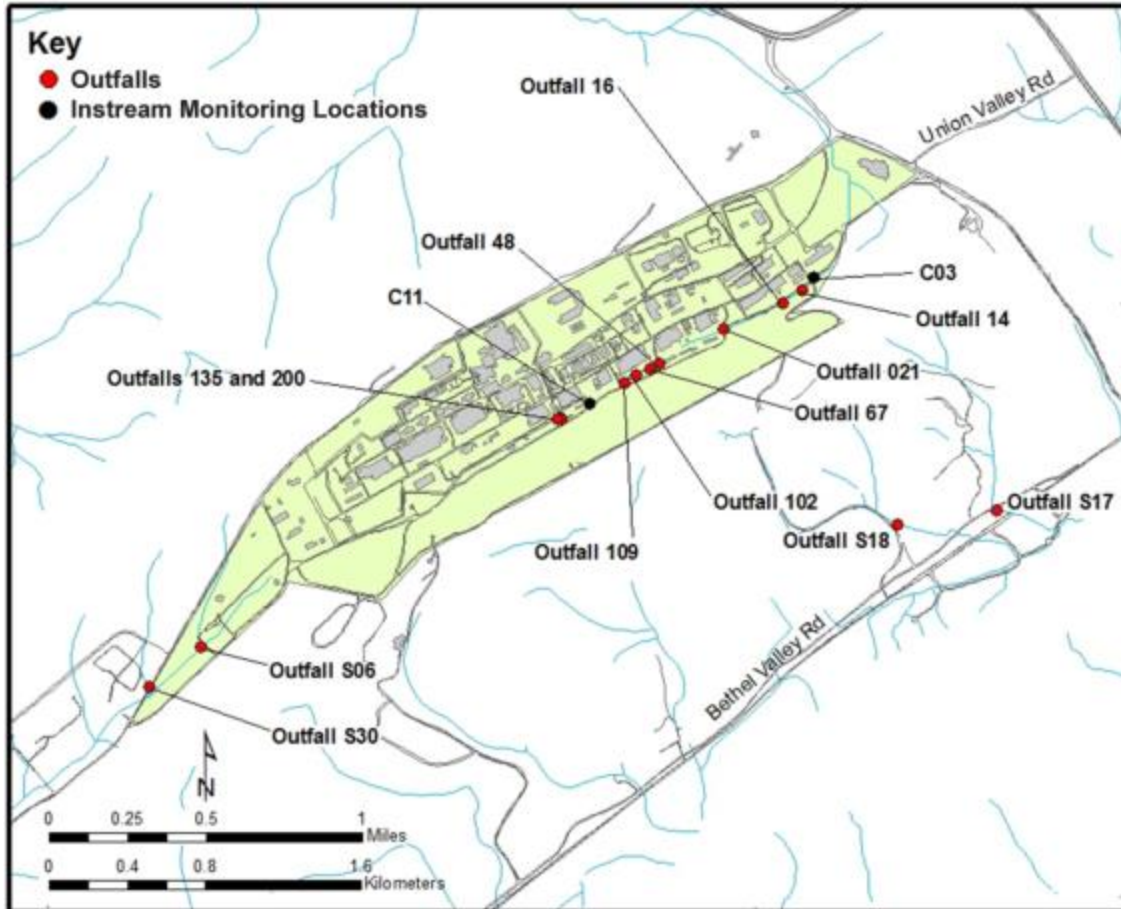 Key
Outfalls
Instream Monitoring Locations
Outfall 16
Union Valley Rd
Outfall 48
C11
C03
Outfall 14
Outfalls 135 and 200
Outfall 021
Outfall 67
Outfall 102
Outfall S17
Outfall S18
Outfall 109
Bethel Valley Rd
Outfall S06
Outfall S30
N
0 0.25 0.5 1
Miles
0 0.4 0.8 1.6
Kilometers